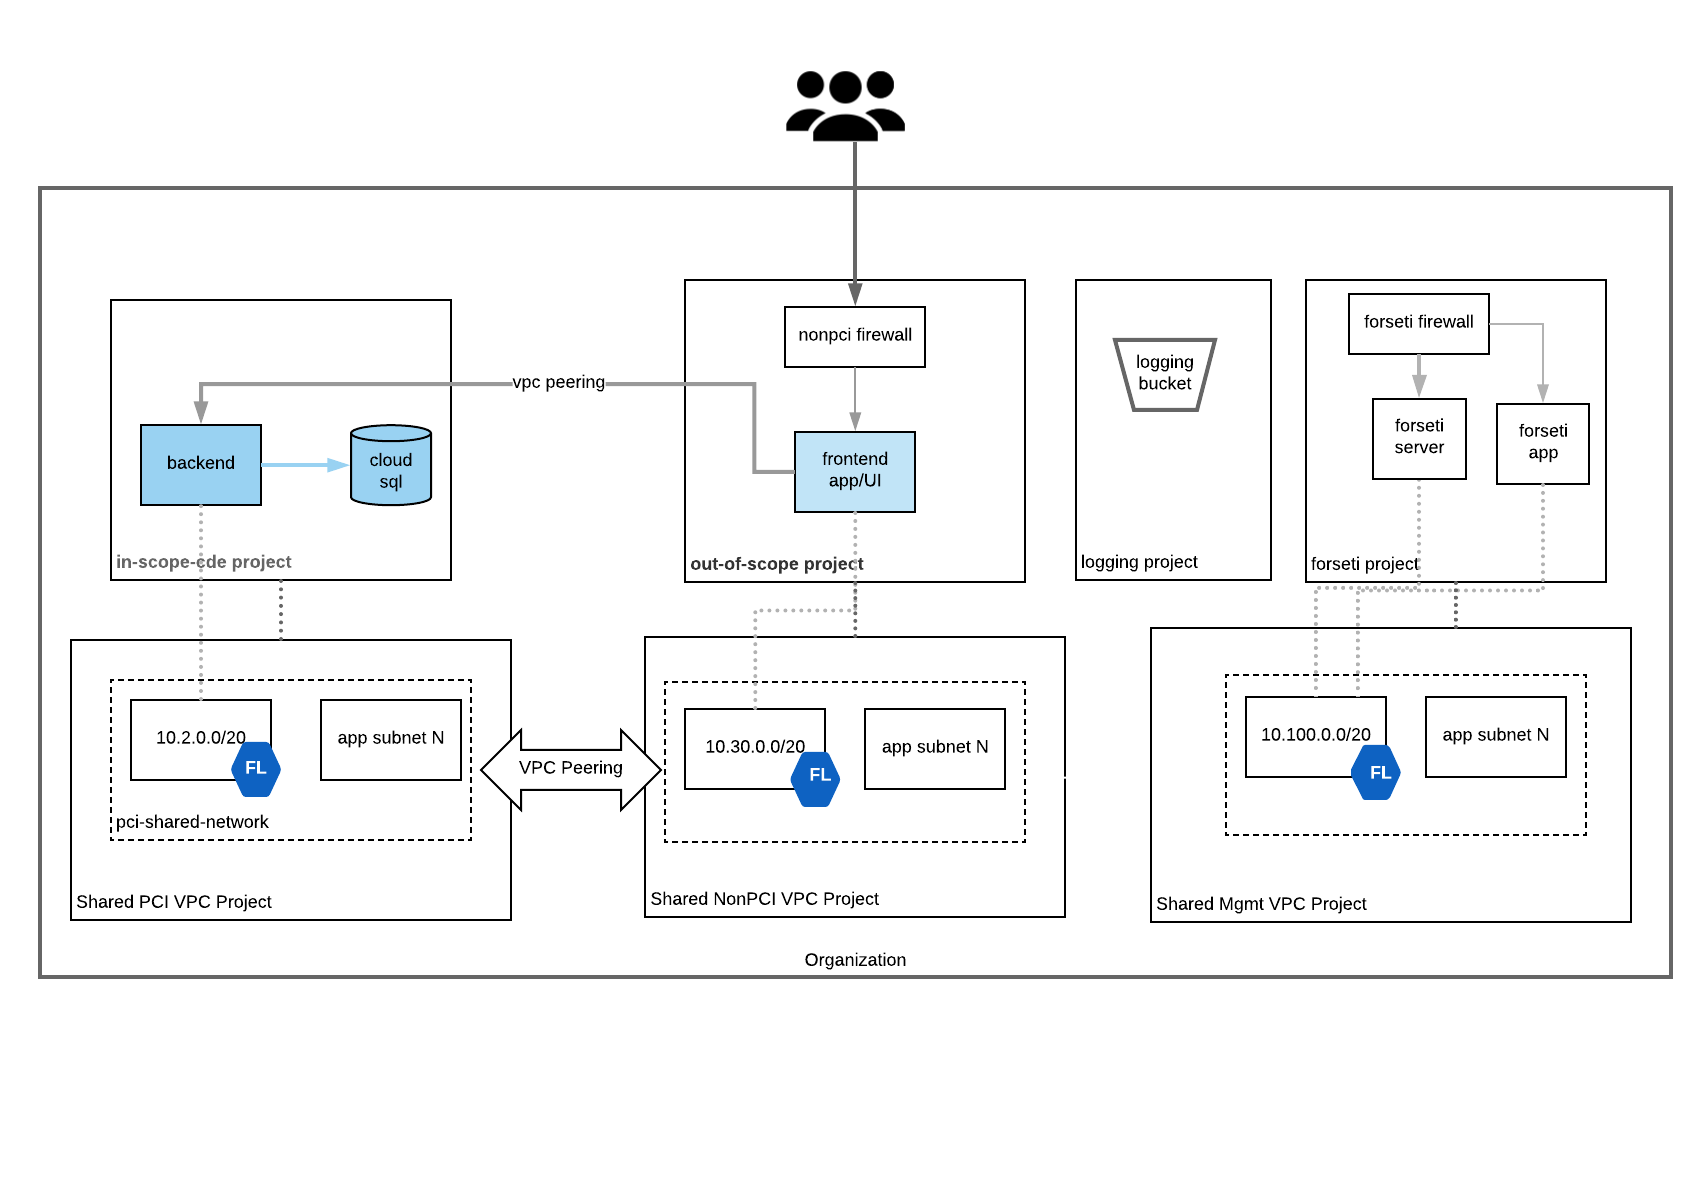 nonpci firewall
forseti firewall
logging
bucket
vpc peering
forseti
server
forseti
app
backend
cloud
sql
frontend
app/UI
in-scope-cde project
out-of-scope project
logging project
forseti project
10.2.0.0/20
FL
app subnet N
pci-shared-network
Shared PCI VPC Project
VPC Peering
10.30.0.0/20
FL
app subnet N
Shared NonPCI VPC Project
10.100.0.0/20
FL
app subnet N
Shared Mgmt VPC Project
Organization